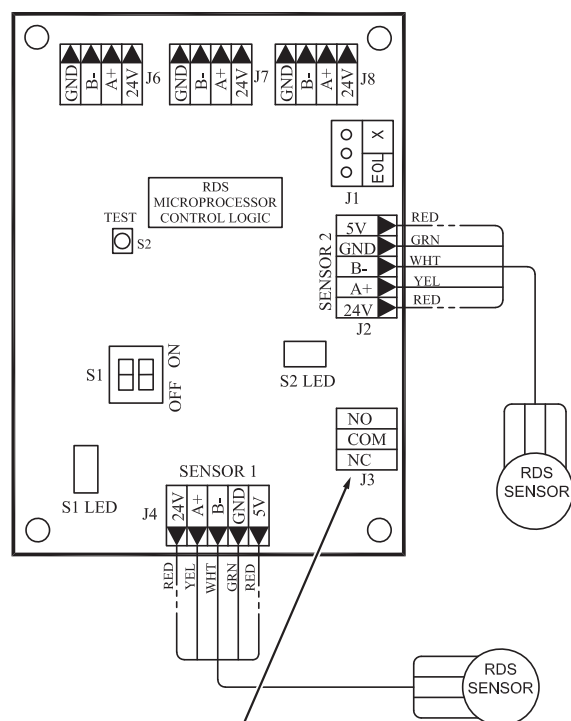 GND B- A+ 24V J6
GND B- A+ 24V J7
GND B- A+ 24V J8
X
EOL
J1
RDS
MICROPROCESSOR
CONTROL LOGIC
TEST
S2
SENSOR 2
5V RED
GND GRN
B- WHT
A+ YEL
24V RED
J2
S1
ON
OFF
S2 LED
NO
COM
NC
J3
RDS
SENSOR
S1 LED
SENSOR 1
J4 24V A+ B- GND 5V
RED YEL WHT GRN RED
RDS
SENSOR